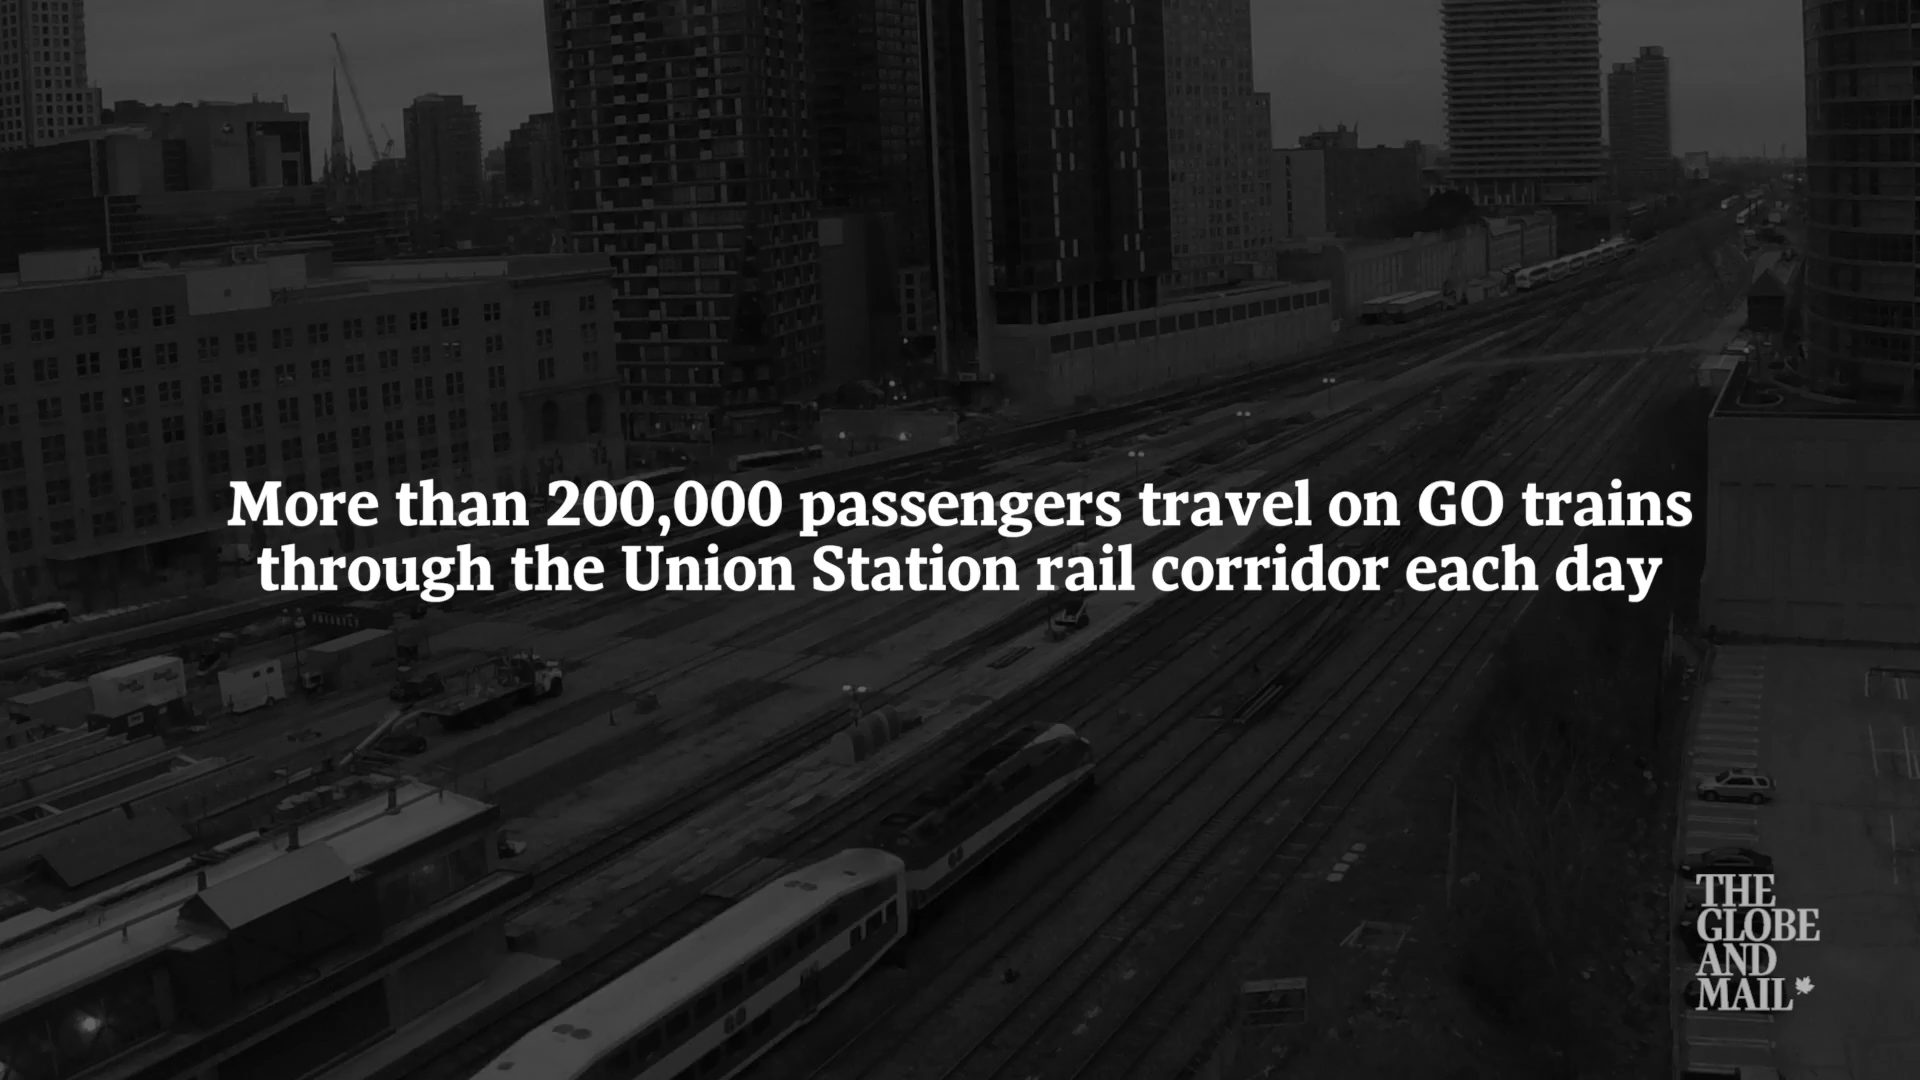 More than 200,000 passengers travel on GO trains
through the Union Station rail corridor each day
THE
GLOBE
AND
MAIL